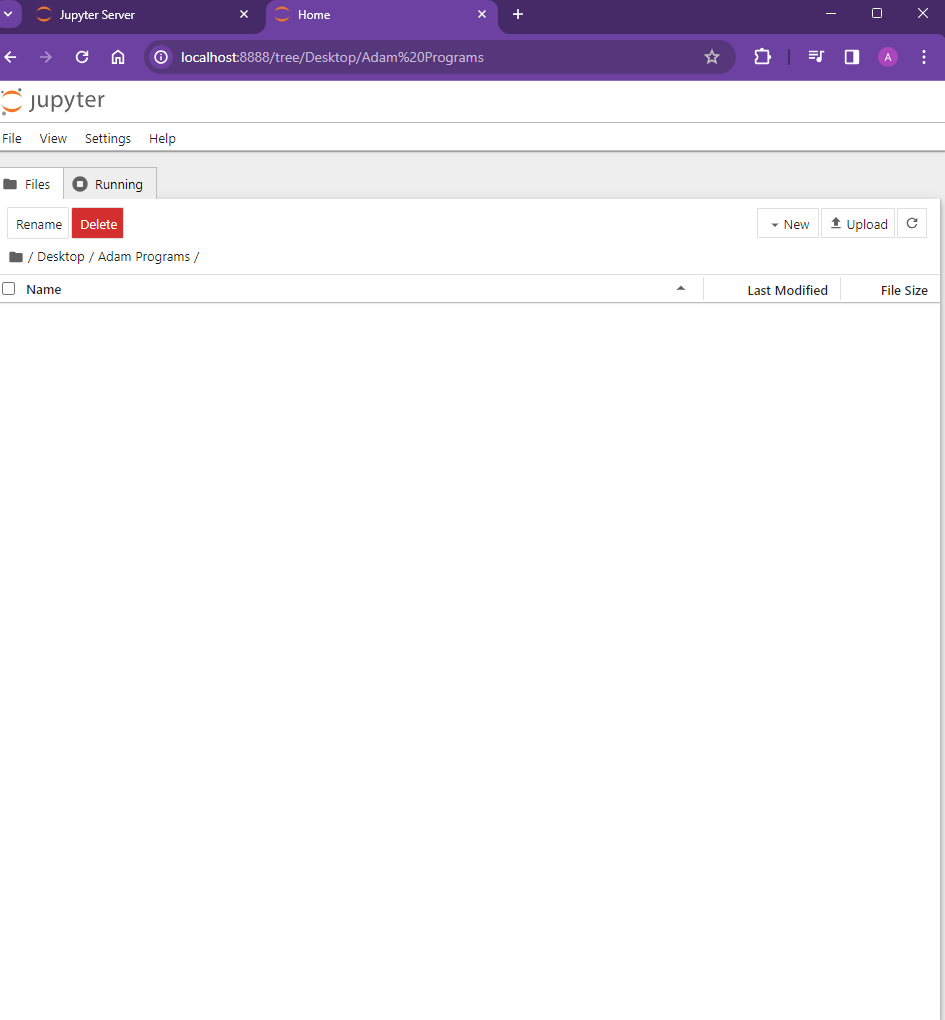 Jupyter Server
Home
localhost:8888/tree/Desktop/Adam%20Programs
A
jupyter
File View Settings Help
Files Running
Rename Delete New Upload
/ Desktop / Adam Programs /
Name Last Modified File Size